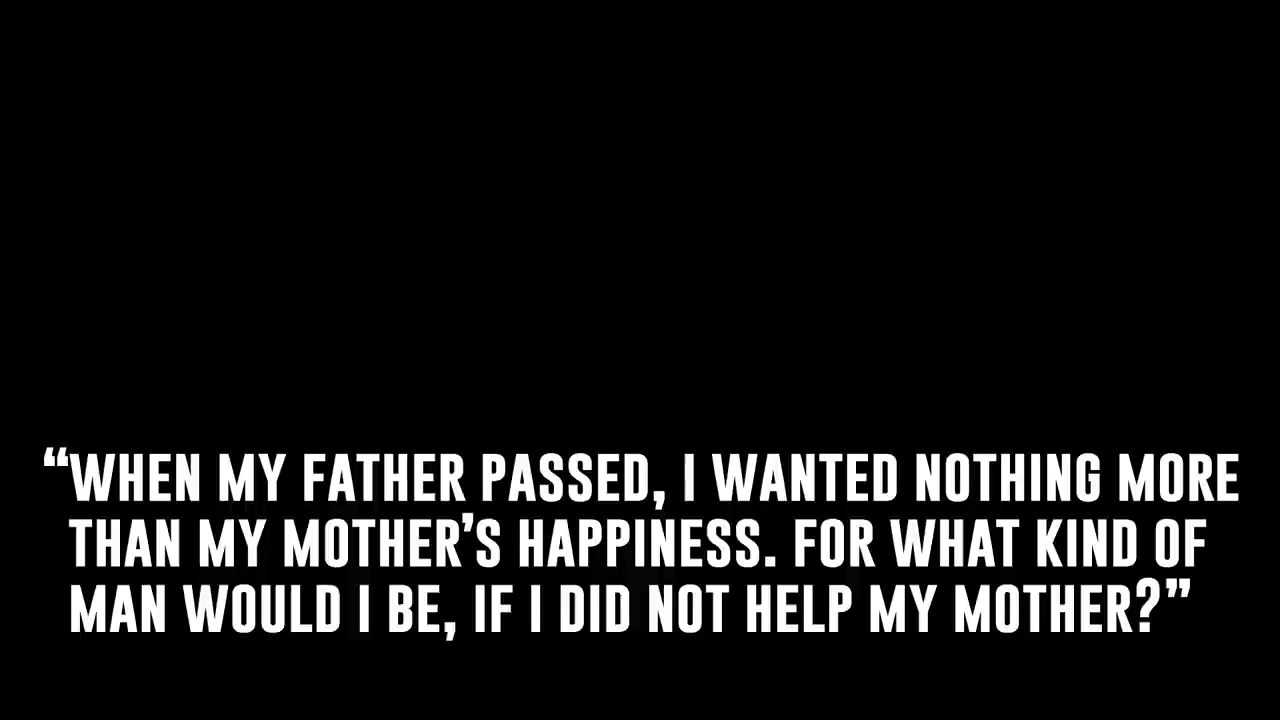 “WHEN MY FATHER PASSED, I WANTED NOTHING MORE
THAN MY MOTHER’S HAPPINESS. FOR WHAT KIND OF
MAN WOULD I BE, IF I DID NOT HELP MY MOTHER?”